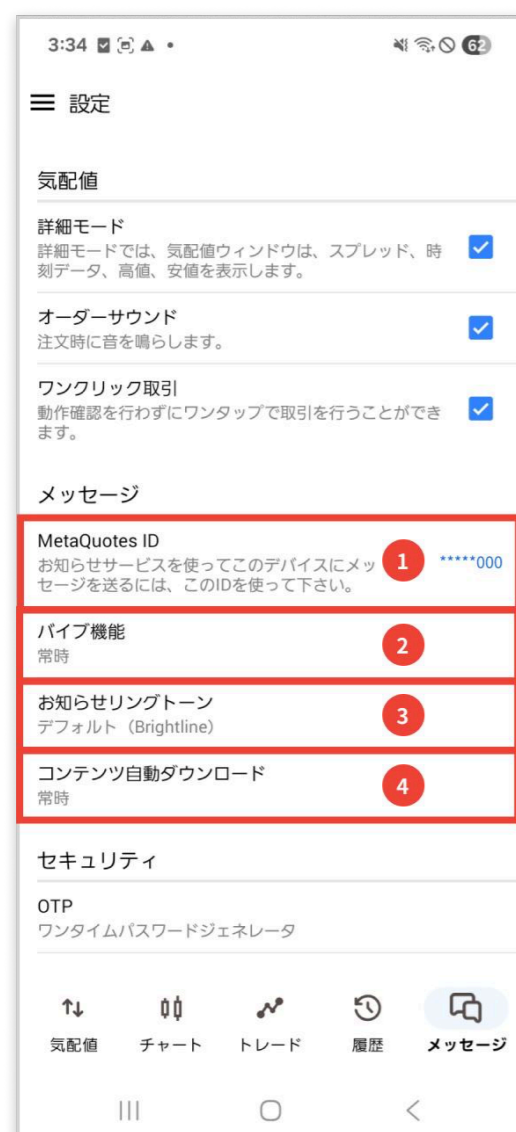 3:34
62
設定
気配値
詳細モード
詳細モードでは、気配値ウィンドウは、スプレッド、時
刻データ、高値、安値を表示します。
オーダーサウンド
注文時に音を鳴らします。
ワンクリック取引
動作確認を行わずにワンタップで取引を行うことができ
ます。
メッセージ
MetaQuotes ID
お知らせサービスを使ってこのデバイスにメッ 1 *****000
セージを送るには、このIDを使って下さい。
バイブ機能
常時
2
お知らせリングトーン
デフォルト（Brightline）
3
コンテンツ自動ダウンロード
常時
4
セキュリティ
OTP
ワンタイムパスワードジェネレータ
気配値 チャート トレード 履歴 メッセージ